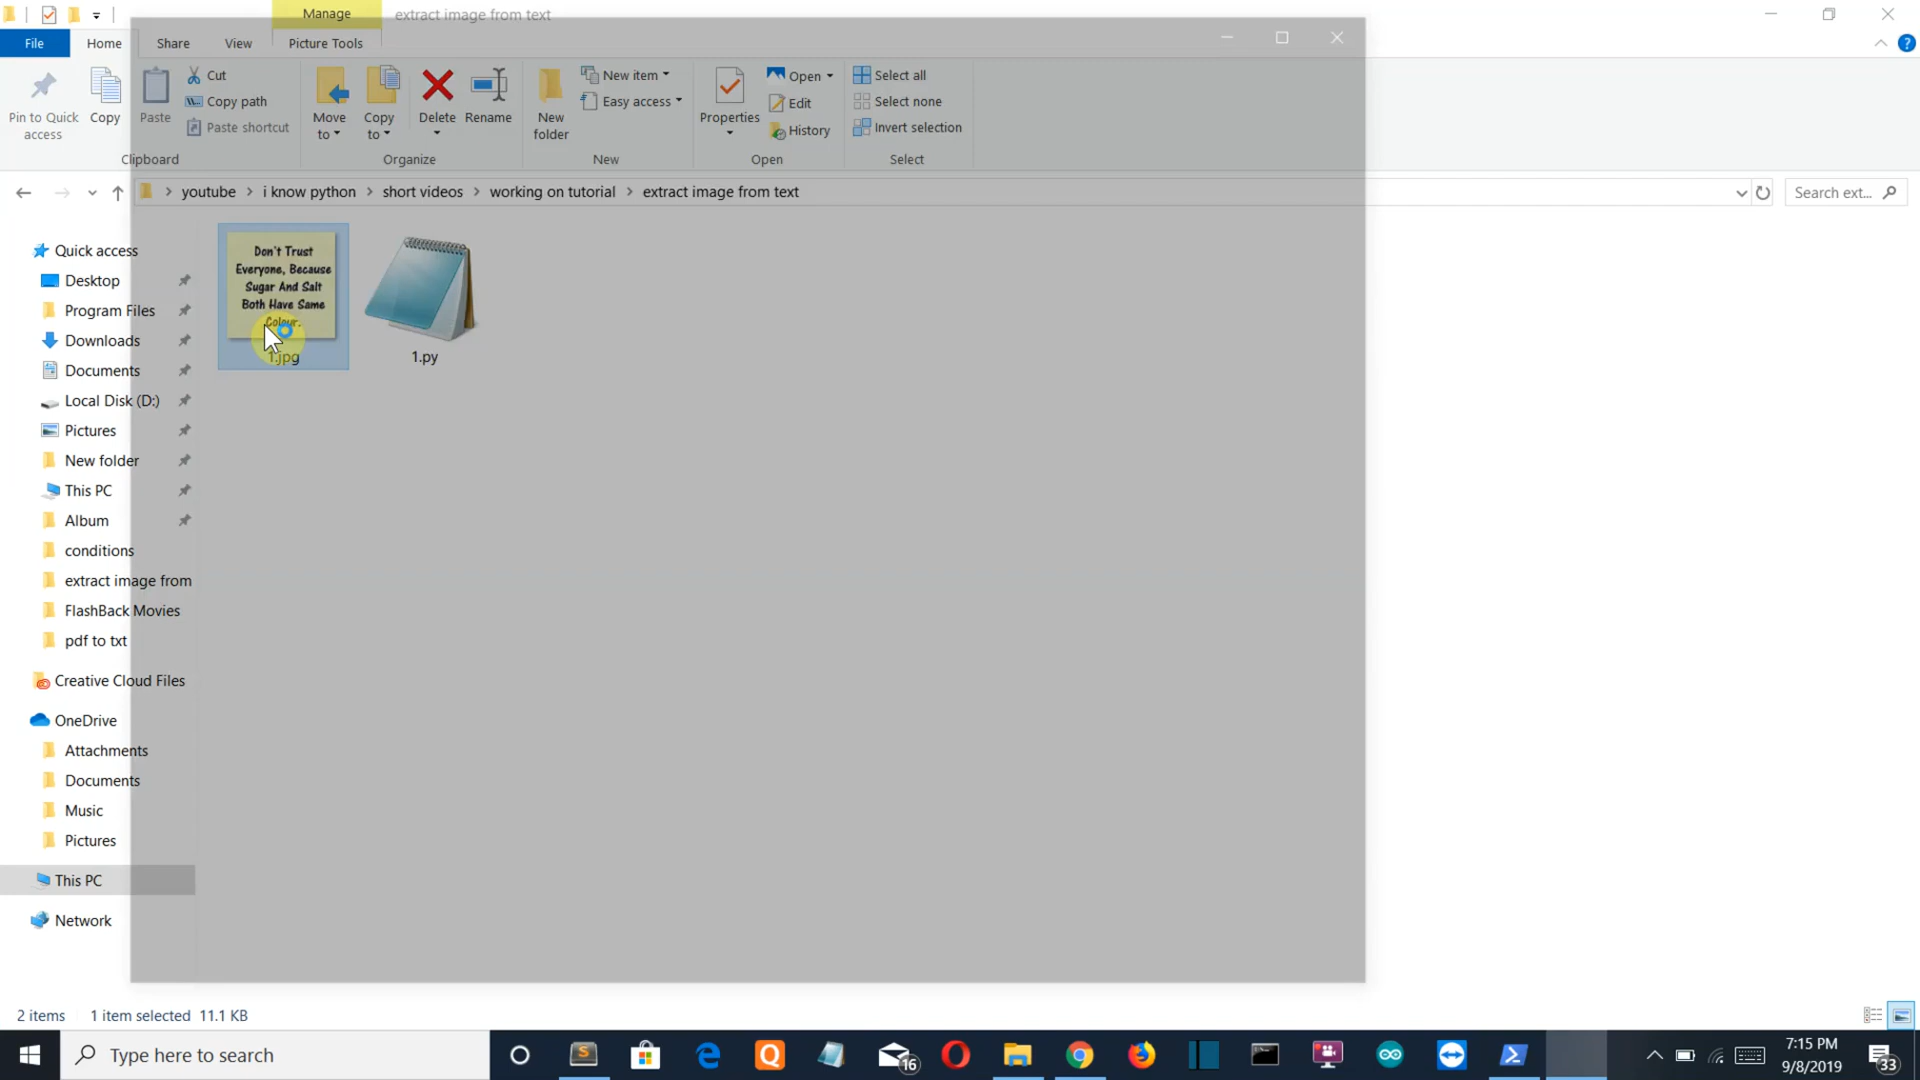 Manage
extract image from text
File
Home
Share
View
Picture Tools
Pin to Quick access
Copy
Paste
Cut
Copy path
Paste shortcut
Clipboard
Move to
Copy to
Delete
Rename
Organize
New folder
New item
Easy access
New
Properties
Open
Edit
History
Open
Select all
Select none
Invert selection
Select
youtube
i know python
short videos
working on tutorial
extract image from text
Search ext...
Quick access
Desktop
Program Files
Downloads
Documents
Local Disk (D:)
Pictures
New folder
This PC
Album
conditions
extract image from
FlashBack Movies
pdf to txt
Creative Cloud Files
OneDrive
Attachments
Documents
Music
Pictures
This PC
Network
Don't Trust
Everyone, Because
Sugar And Salt
Both Have Same
Colour.
1.jpg
1.py
2 items
1 item selected 11.1 KB
Type here to search
16
7:15 PM
9/8/2019
33